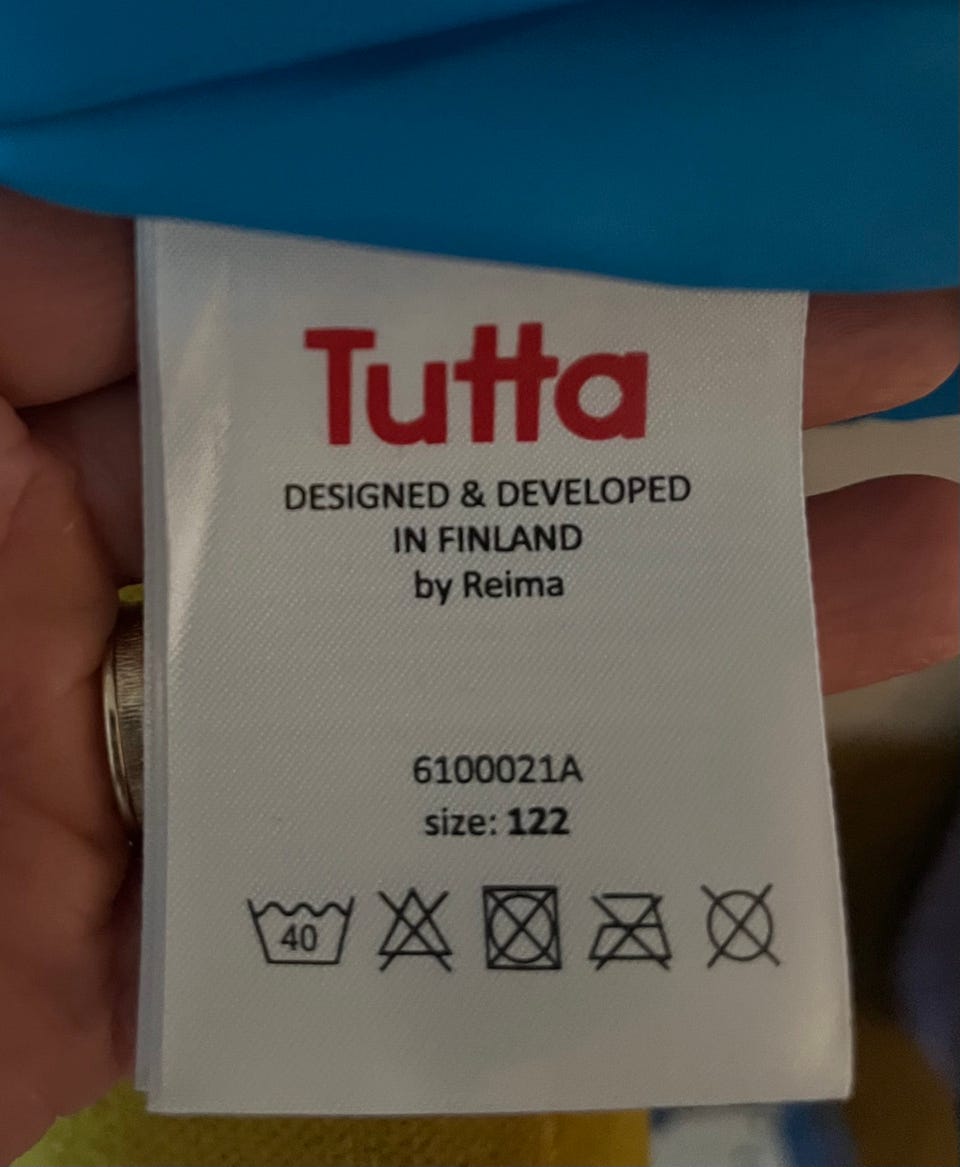 Tutta
DESIGNED & DEVELOPED
IN FINLAND
by Reima
6100021A
size: 122
40